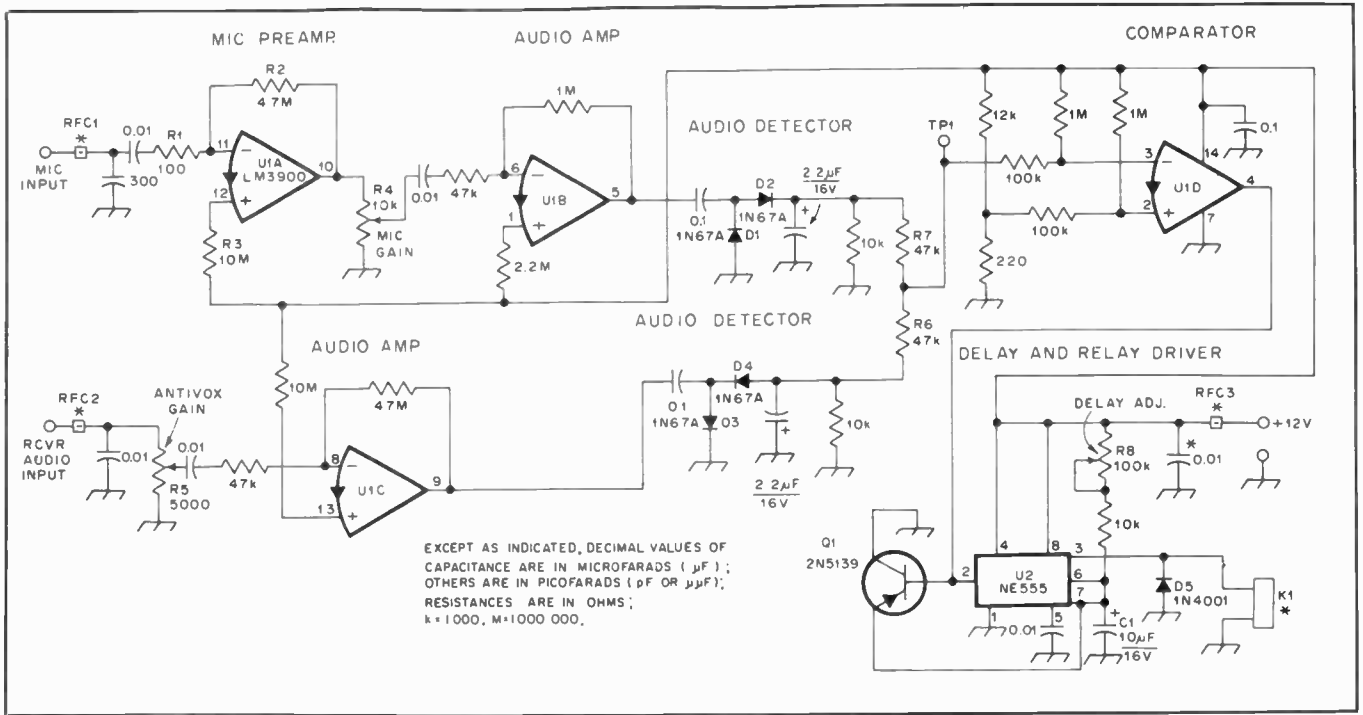 MIC PREAMP.
AUDIO AMP
COMPARATOR
R2
4.7M
1M
RFC1
*
0.01
R1
100
11
MIC
INPUT
300
U1A
LM3900
10
12
R3
10M
R4
10k
MIC
GAIN
0.01
47k
6
U1B
5
1
2.2M
AUDIO DETECTOR
0.1
1N67A
D1
D2
1N67A
2.2µF
16V
10k
R7
47k
TP1
12k
1M
1M
100k
100k
220
3
2
U1D
14
0.1
4
7
AUDIO DETECTOR
R6
47k
AUDIO AMP
10M
47M
RFC2
*
ANTIVOX
GAIN
RCVR
AUDIO
INPUT
0.01
R5
5000
0.01
47k
8
13
U1C
9
0.1
1N67A
D3
D4
1N67A
2.2µF
16V
10k
DELAY AND RELAY DRIVER
DELAY ADJ.
R8
100k
RFC3
*
+12V
*
0.01
10k
EXCEPT AS INDICATED, DECIMAL VALUES OF
CAPACITANCE ARE IN MICROFARADS (µF);
OTHERS ARE IN PICOFARADS (pF OR µµF);
RESISTANCES ARE IN OHMS;
k=1000, M=1000 000.
Q1
2N5139
2
4
8
3
U2
NE555
6
7
1
5
0.01
C1
10µF
16V
D5
1N4001
K1
*